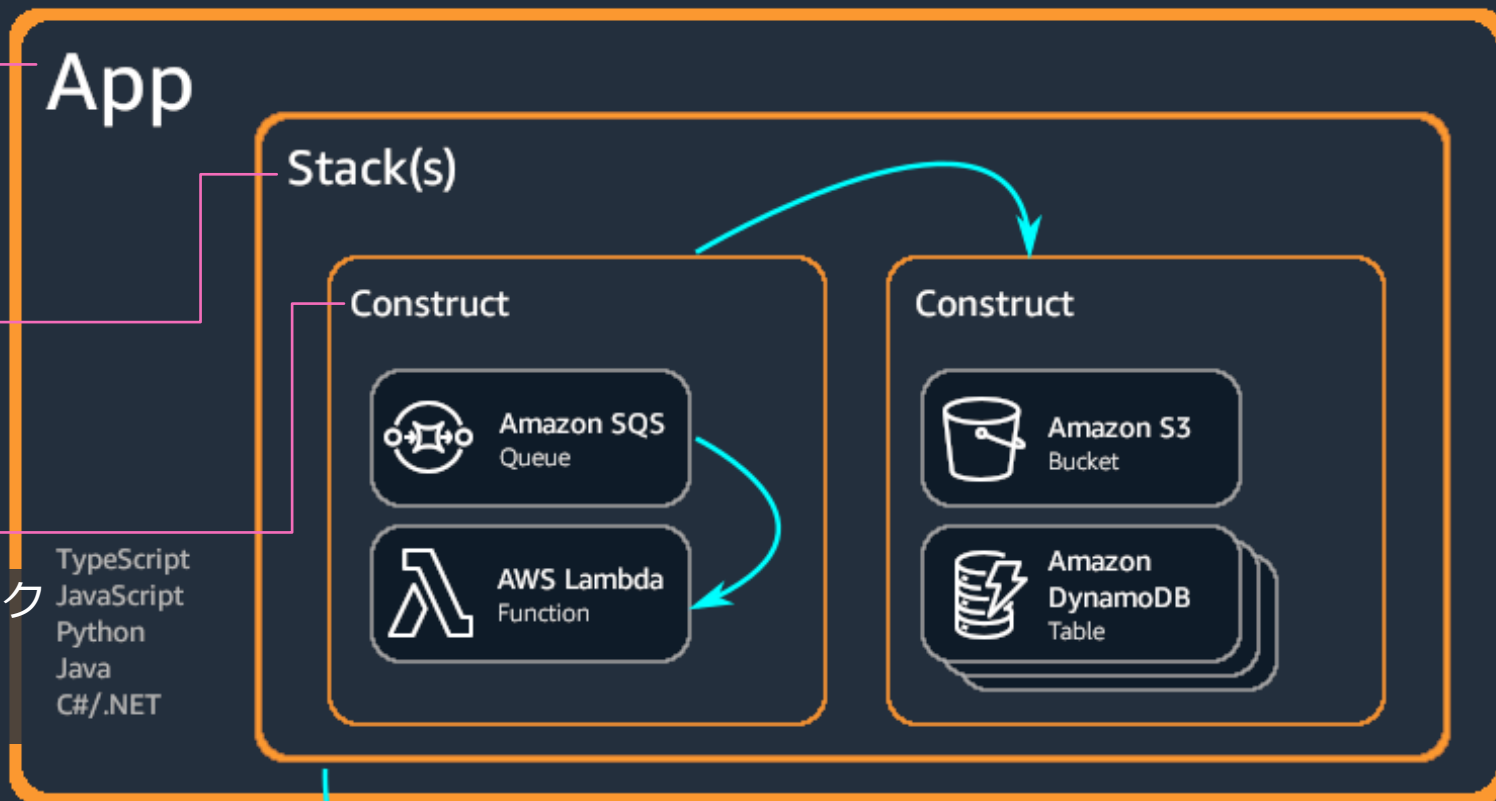 App
Stack(s)
Construct
Amazon SQS
Queue
AWS Lambda
Function
Construct
Amazon S3
Bucket
Amazon
DynamoDB
Table
TypeScript
ク
JavaScript
Python
Java
C#/.NET